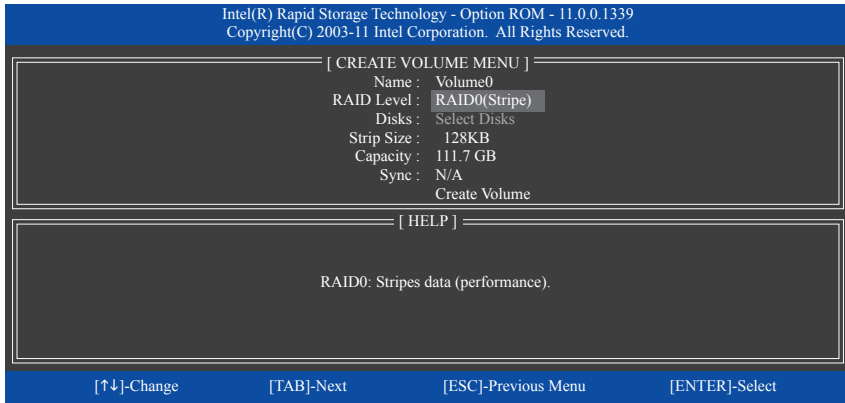 Intel(R) Rapid Storage Technology - Option ROM - 11.0.0.1339
Copyright(C) 2003-11 Intel Corporation.  All Rights Reserved.
[ CREATE VOLUME MENU ]
Name : Volume0
RAID Level : RAID0(Stripe)
Disks : Select Disks
Strip Size : 128KB
Capacity : 111.7 GB
Sync : N/A
Create Volume
[ HELP ]
RAID0: Stripes data (performance).
[↑↓]-Change [TAB]-Next [ESC]-Previous Menu [ENTER]-Select